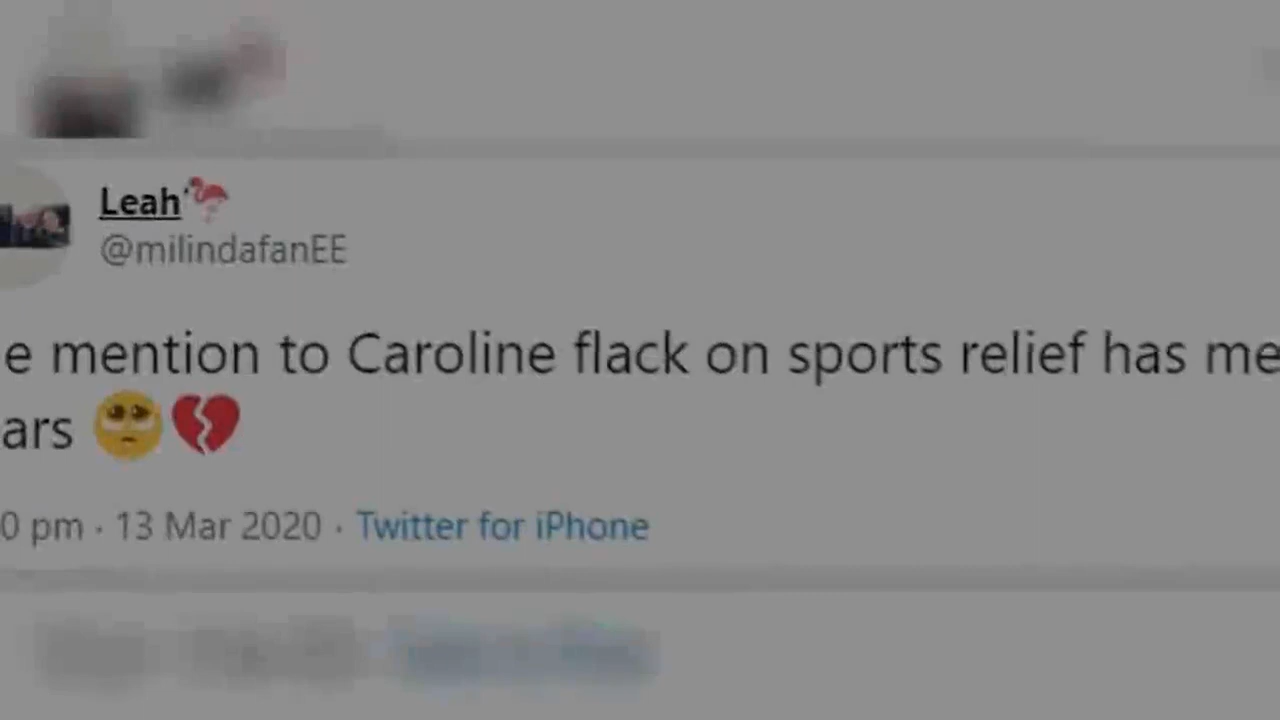 Leah
@milindafanEE
e mention to Caroline flack on sports relief has me
ars 🥺💔
0 pm · 13 Mar 2020 · Twitter for iPhone